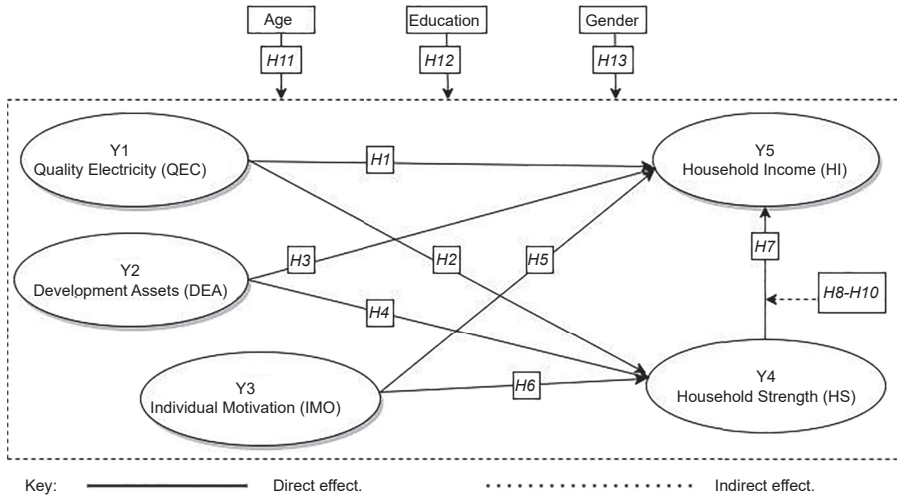 Age
Education
Gender
H11
H12
H13
Y1
Quality Electricity (QEC)
H1
Y5
Household Income (HI)
Y2
Development Assets (DEA)
H3
H2
H5
H7
H4
H8-H10
Y3
Individual Motivation (IMO)
H6
Y4
Household Strength (HS)
Key: Direct effect. Indirect effect.